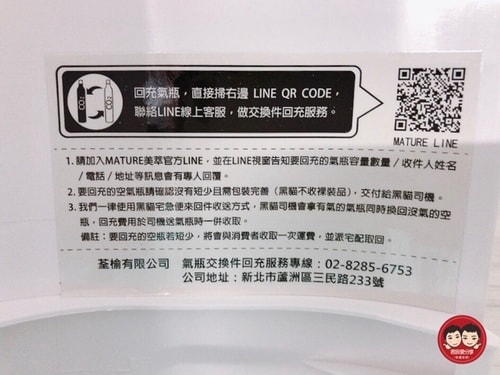 CO2
CO2
回充氣瓶，直接掃右邊 LINE QR CODE，
聯絡LINE線上客服，做交換件回充服務。
MATURE LINE
1. 請加入MATURE美萃官方LINE，並在LINE視窗告知要回充的氣瓶容量數量/收件人姓名
/電話/地址等訊息會有專人回覆。
2. 要回充的空氣瓶請確認沒有短少且需包裝完善（黑貓不收裸裝品），交付給黑貓司機。
3. 我們一律使用黑貓宅急便來回件收送方式，黑貓司機會拿有氣的氣瓶同時換回沒氣的空
瓶，回充費用於司機送氣瓶時一併收取。
備註：要回充的空瓶若短少，將會與消費者收取一次運費，並派宅配取回。
荃榆有限公司 氣瓶交換件回充服務專線：02-8285-6753
公司地址：新北市蘆洲區三民路233號